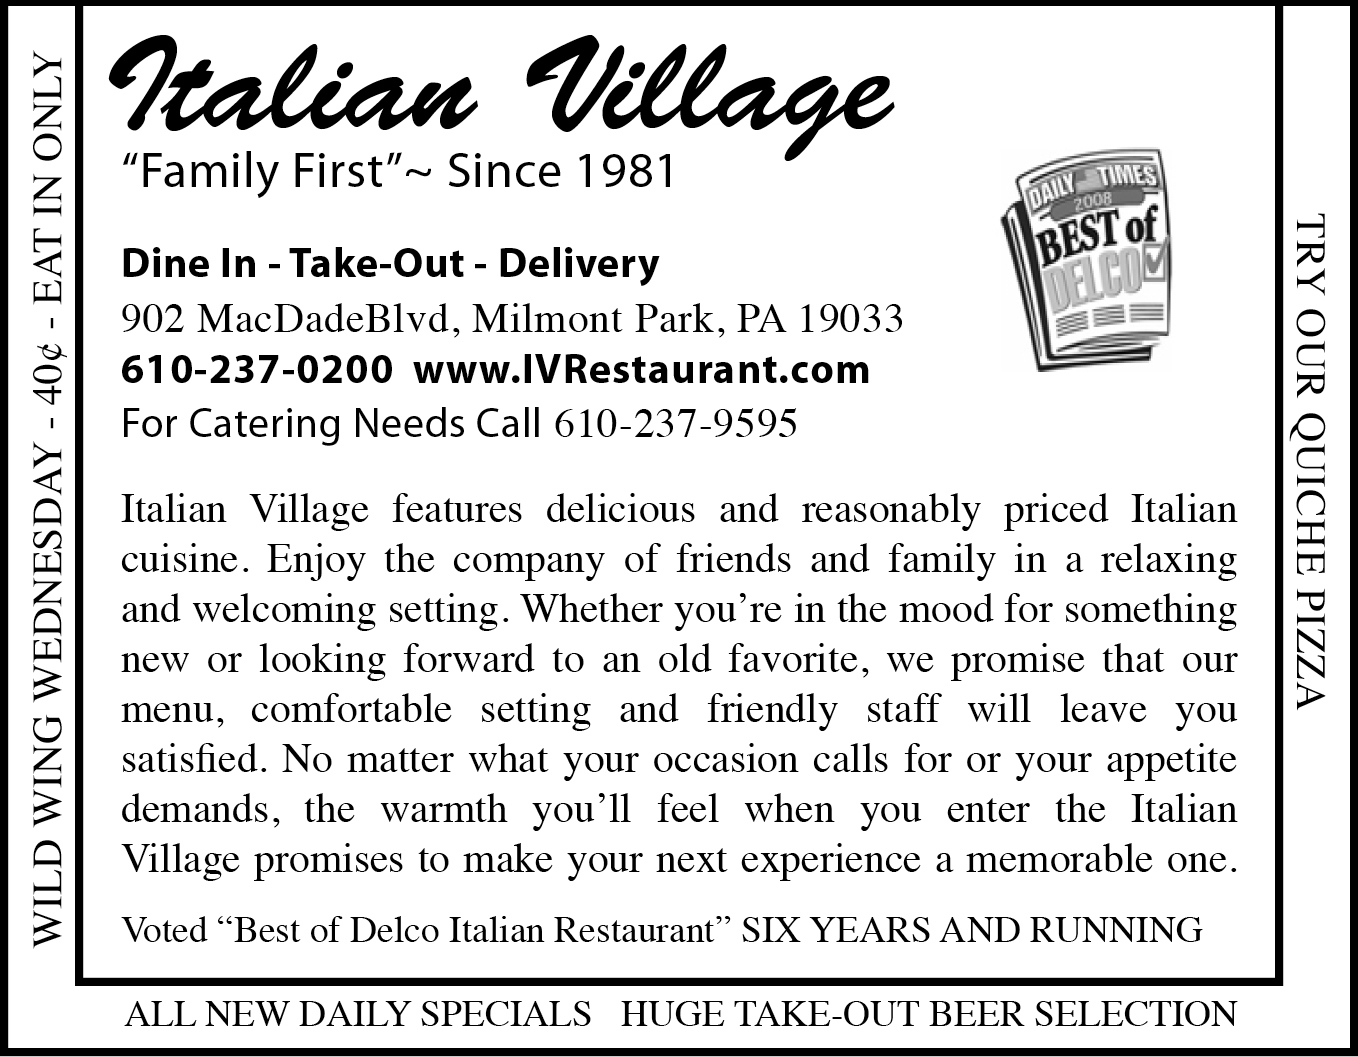 Italian Village
“Family First”~ Since 1981
DAILY TIMES
2008
BEST of
DELCO
Dine In - Take-Out - Delivery
902 MacDadeBlvd, Milmont Park, PA 19033
610-237-0200 www.IVRestaurant.com
For Catering Needs Call 610-237-9595
Italian Village features delicious and reasonably priced Italian
cuisine. Enjoy the company of friends and family in a relaxing
and welcoming setting. Whether you’re in the mood for something
new or looking forward to an old favorite, we promise that our
menu, comfortable setting and friendly staff will leave you
satisfied. No matter what your occasion calls for or your appetite
demands, the warmth you’ll feel when you enter the Italian
Village promises to make your next experience a memorable one.
Voted “Best of Delco Italian Restaurant” SIX YEARS AND RUNNING
WILD WING WEDNESDAY - 40¢ - EAT IN ONLY
TRY OUR QUICHE PIZZA
ALL NEW DAILY SPECIALS HUGE TAKE-OUT BEER SELECTION